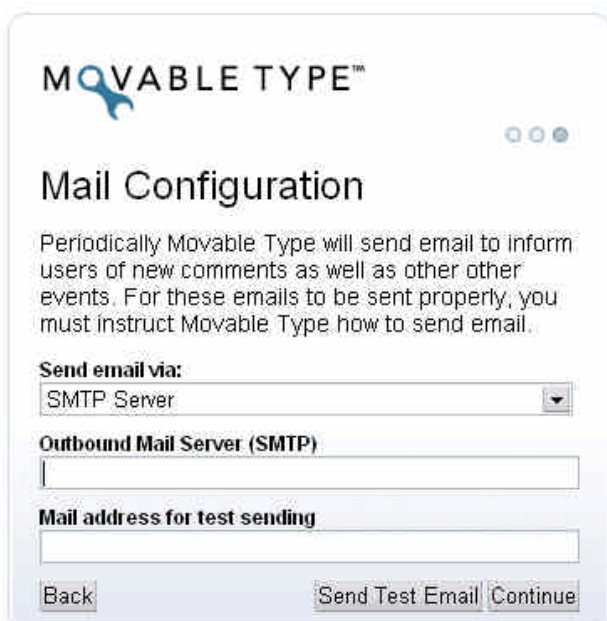 MOVABLE TYPE™
Mail Configuration
Periodically Movable Type will send email to inform
users of new comments as well as other other
events. For these emails to be sent properly, you
must instruct Movable Type how to send email.
Send email via:
SMTP Server
Outbound Mail Server (SMTP)
Mail address for test sending
Back Send Test Email Continue